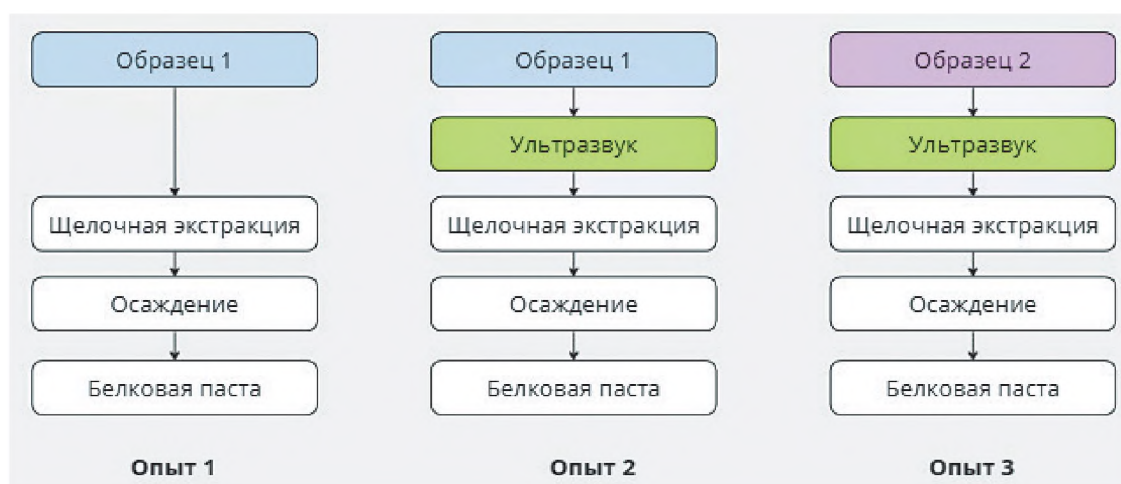 Образец 1
Щелочная экстракция
Осаждение
Белковая паста
Опыт 1
Образец 1
Ультразвук
Щелочная экстракция
Осаждение
Белковая паста
Опыт 2
Образец 2
Ультразвук
Щелочная экстракция
Осаждение
Белковая паста
Опыт 3